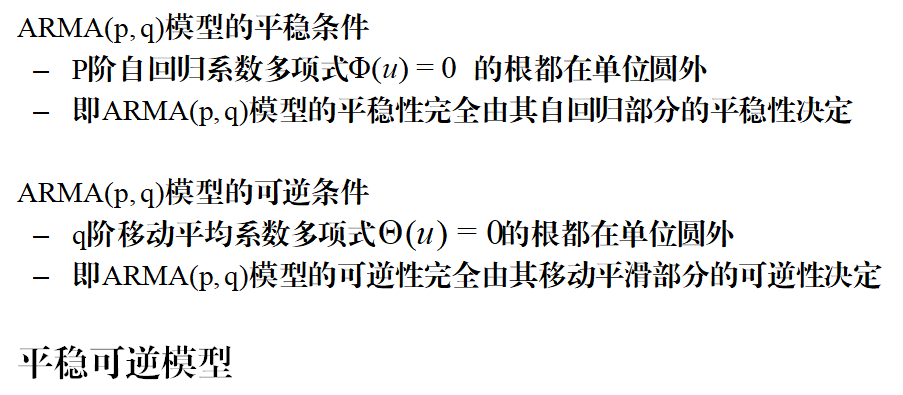 ARMA(p, q)模型的平稳条件
– P阶自回归系数多项式Φ(u) = 0 的根都在单位圆外
– 即ARMA(p, q)模型的平稳性完全由其自回归部分的平稳性决定
ARMA(p, q)模型的可逆条件
– q阶移动平均系数多项式Θ(u) = 0的根都在单位圆外
– 即ARMA(p, q)模型的可逆性完全由其移动平滑部分的可逆性决定
平稳可逆模型